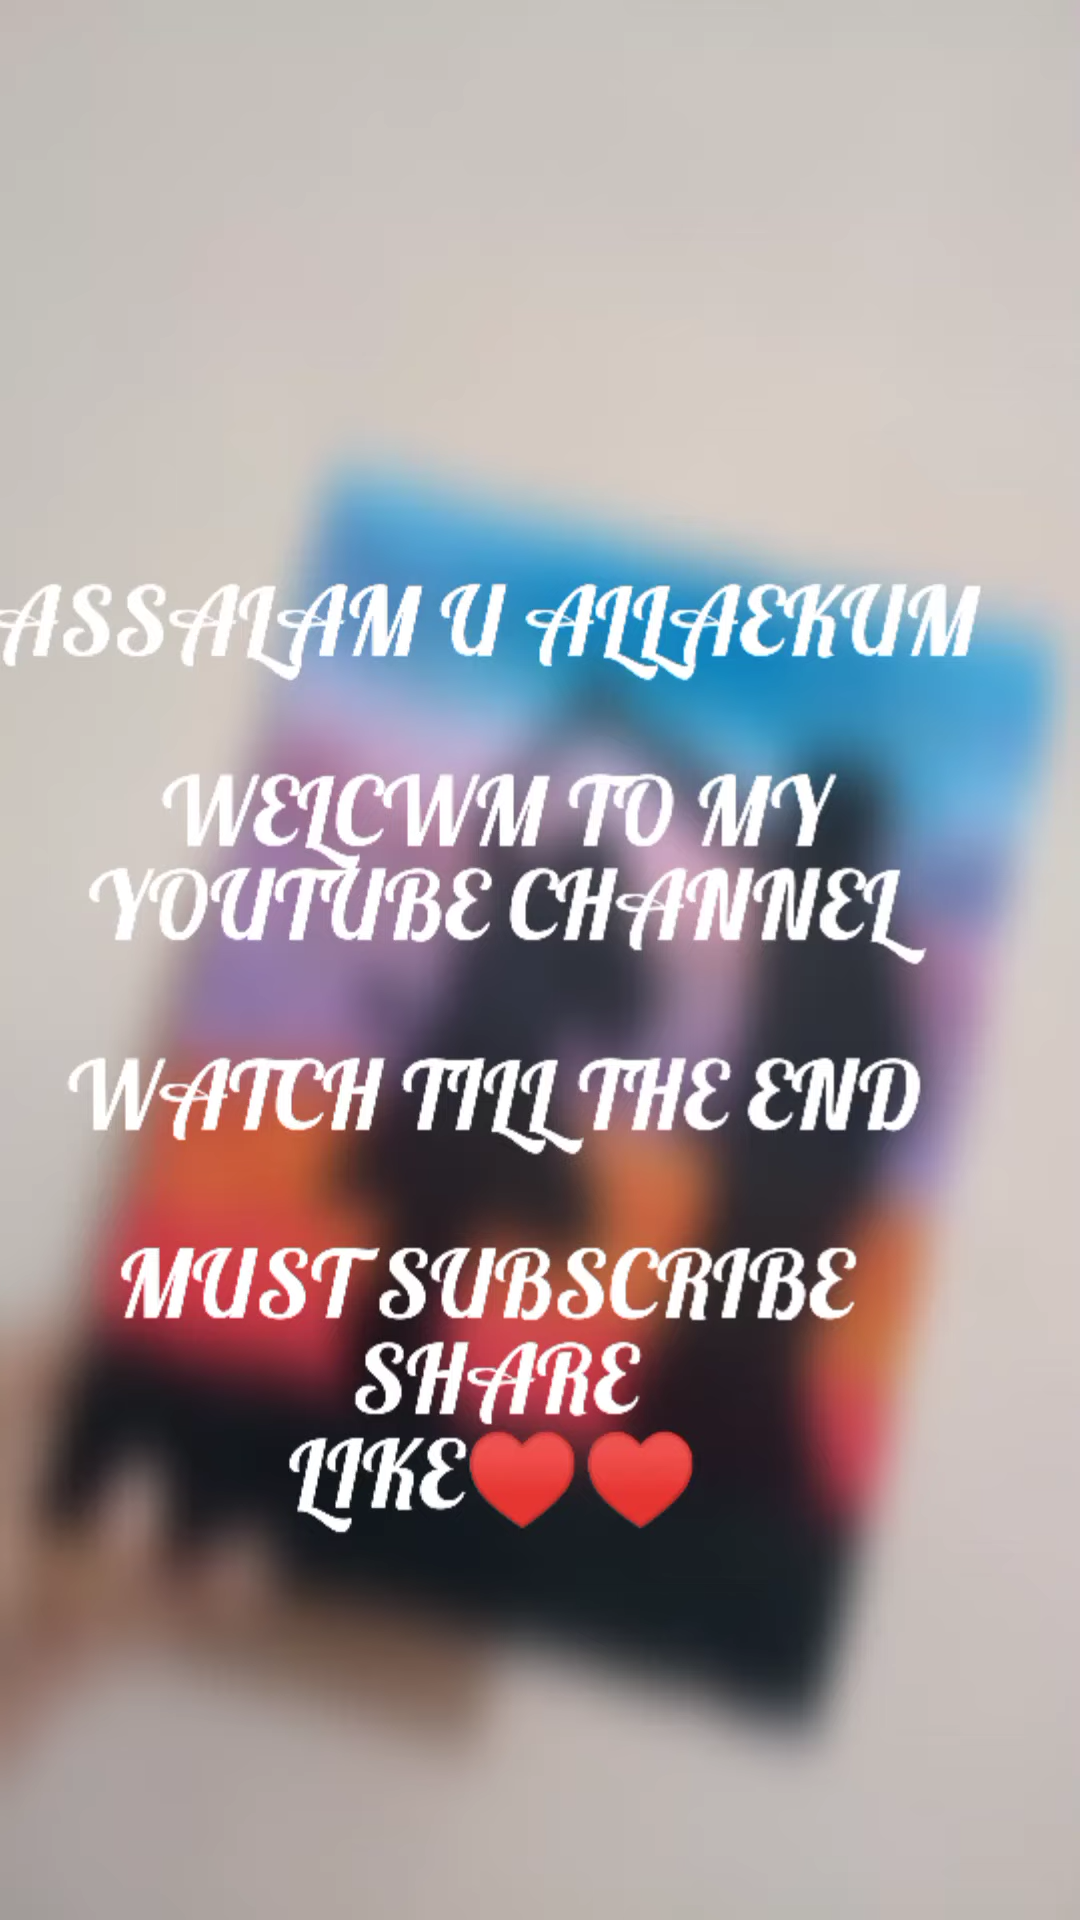 ASSALAM U ALLAEKUM
WELCWM TO MY
YOUTUBE CHANNEL
WATCH TILL THE END
MUST SUBSCRIBE
SHARE
LIKE♥️♥️